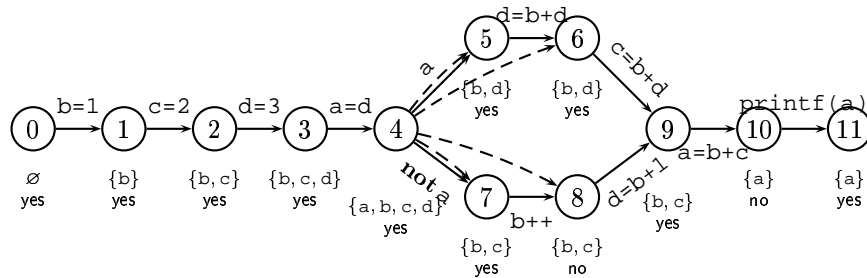 d=b+d
5
6
a
c=b+d
{b,d}
yes
{b,d}
yes
b=1
c=2
d=3
a=d
printf(a)
0
1
2
3
4
9
10
11
a=b+c
∅
yes
{b}
yes
{b,c}
yes
{b,c,d}
yes
{a,b,c,d}
yes
not a
7
8
b++
d=b+1
{b,c}
yes
{b,c}
no
{b,c}
yes
{a}
no
{a}
yes